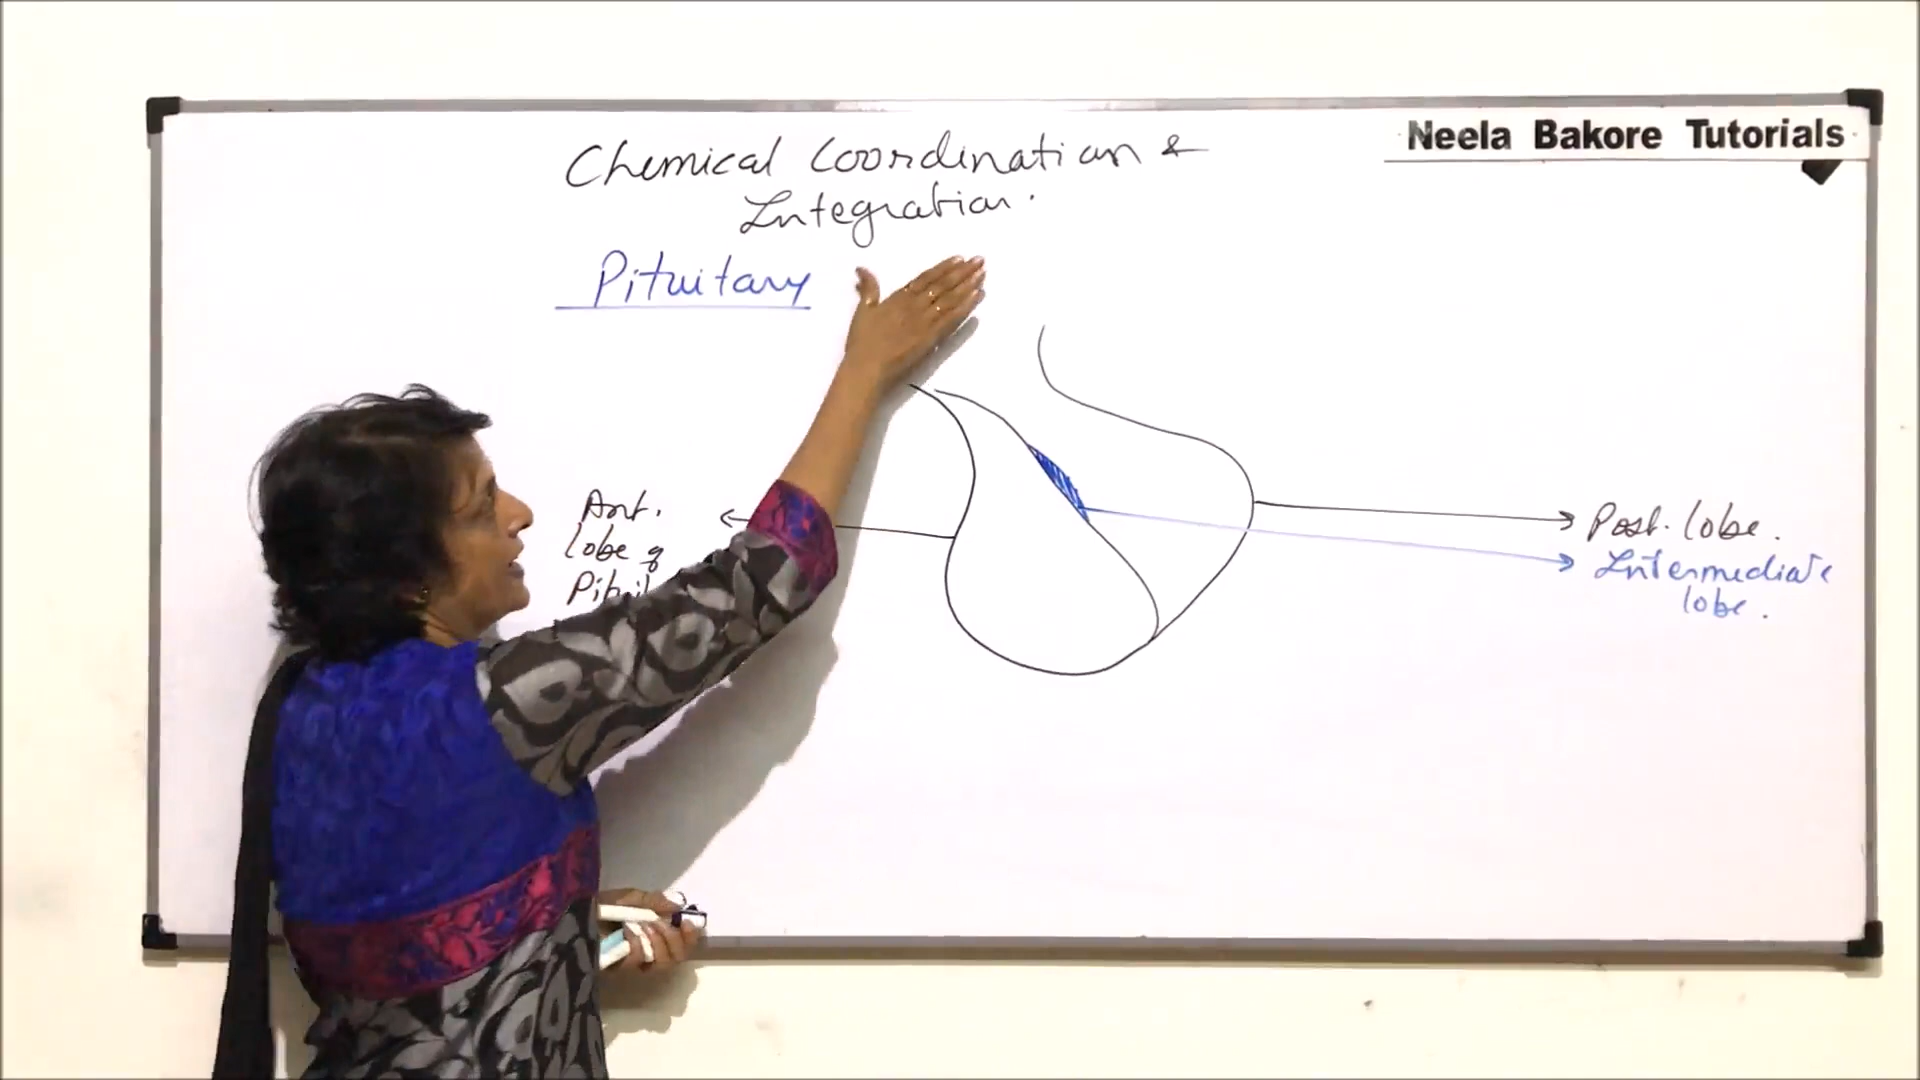 Neela Bakore Tutorials
Chemical Coordination &
Integration.
Pituitary
Ant.
lobe of
Post. lobe.
Intermediate
lobe.